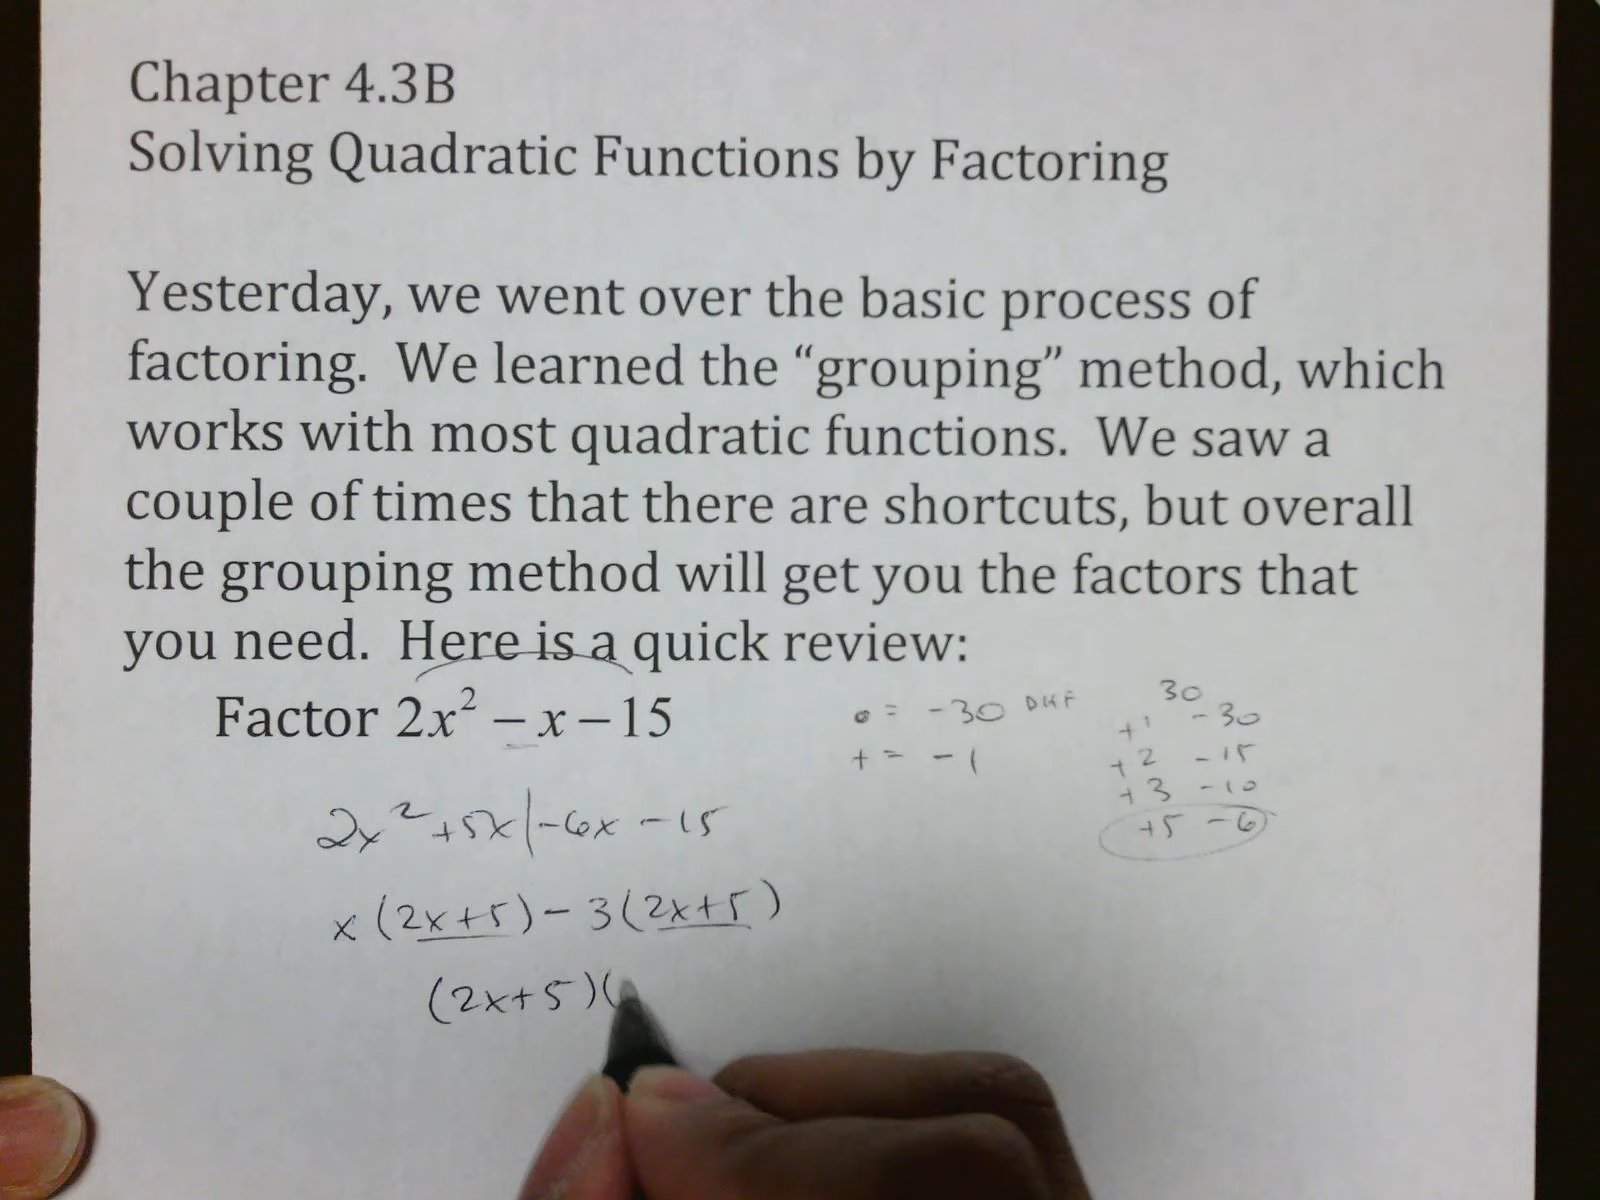 Chapter 4.3B
Solving Quadratic Functions by Factoring
Yesterday, we went over the basic process of
factoring. We learned the “grouping” method, which
works with most quadratic functions. We saw a
couple of times that there are shortcuts, but overall
the grouping method will get you the factors that
you need. Here is a quick review:
Factor 2x² – x – 15
• = -30 DIFF
+ = -1
30
+1 -30
+2 -15
+3 -10
+5 -6
2x² +5x | -6x -15
x (2x+5) - 3(2x+5)
(2x+5)(